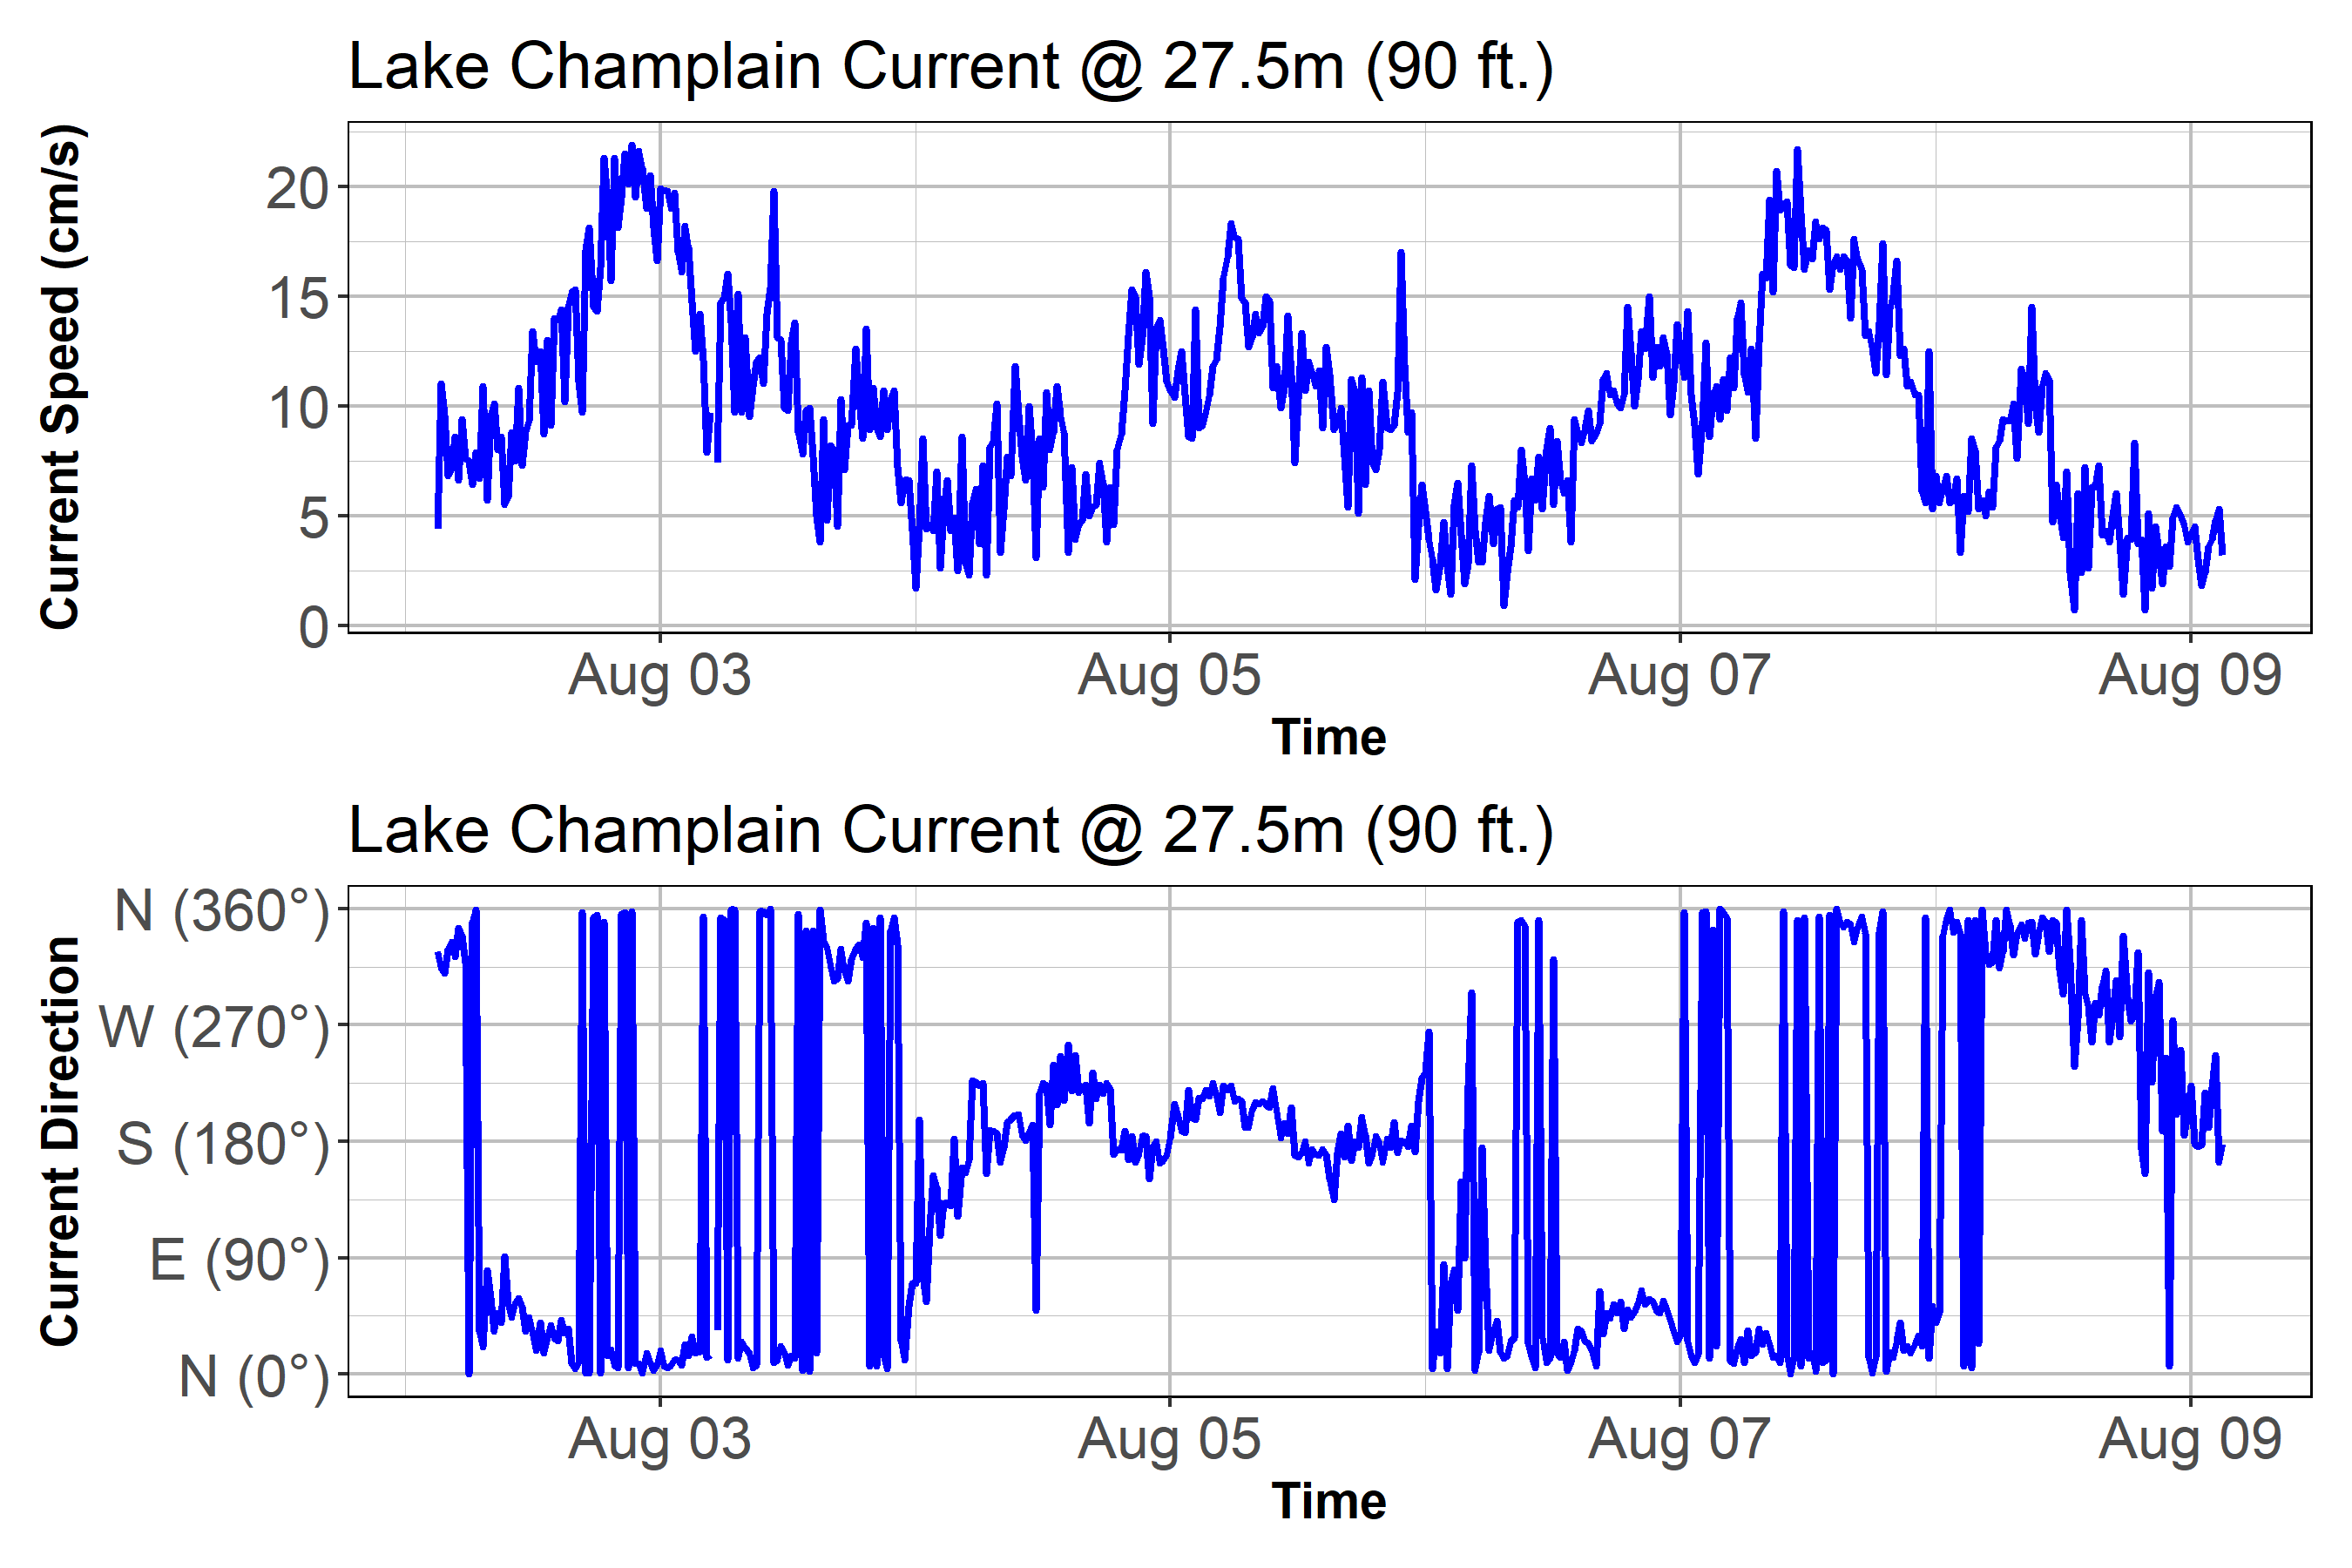 Lake Champlain Current @ 27.5m (90 ft.)
Current Speed (cm/s)
20
15
10
5
0
Aug 03 Aug 05 Aug 07 Aug 09
Time
Lake Champlain Current @ 27.5m (90 ft.)
Current Direction
N (360°)
W (270°)
S (180°)
E (90°)
N (0°)
Aug 03 Aug 05 Aug 07 Aug 09
Time